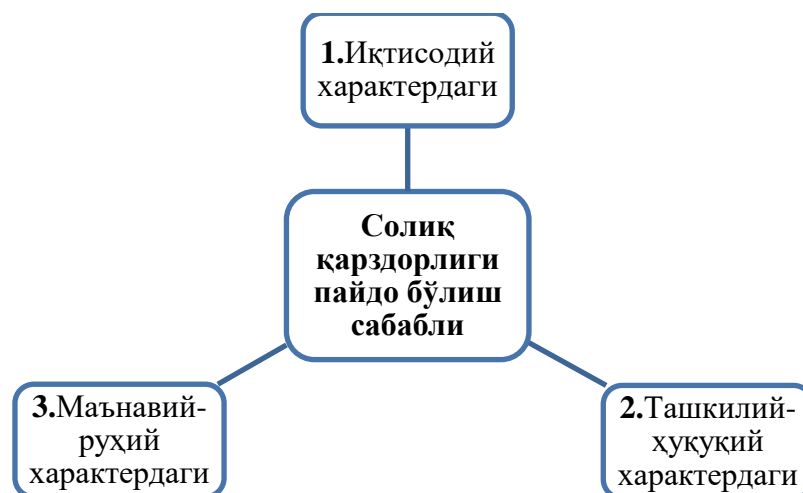 1.Иқтисодий
характердаги
Солиқ
қарздорлиги
пайдо бўлиш
сабабли
3.Маънавий-
руҳий
характердаги
2.Ташкилий-
ҳуқуқий
характердаги